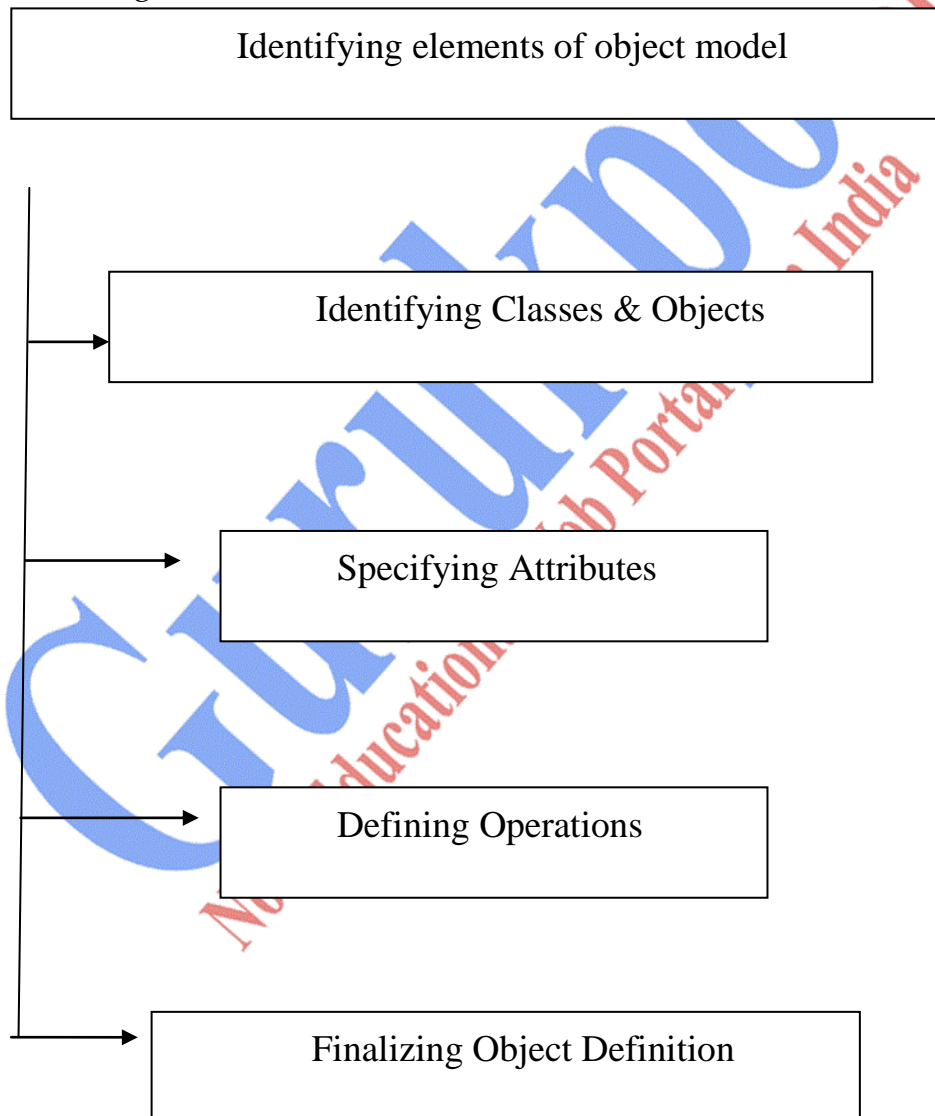 Identifying elements of object model
Identifying Classes & Objects
Specifying Attributes
Defining Operations
Finalizing Object Definition